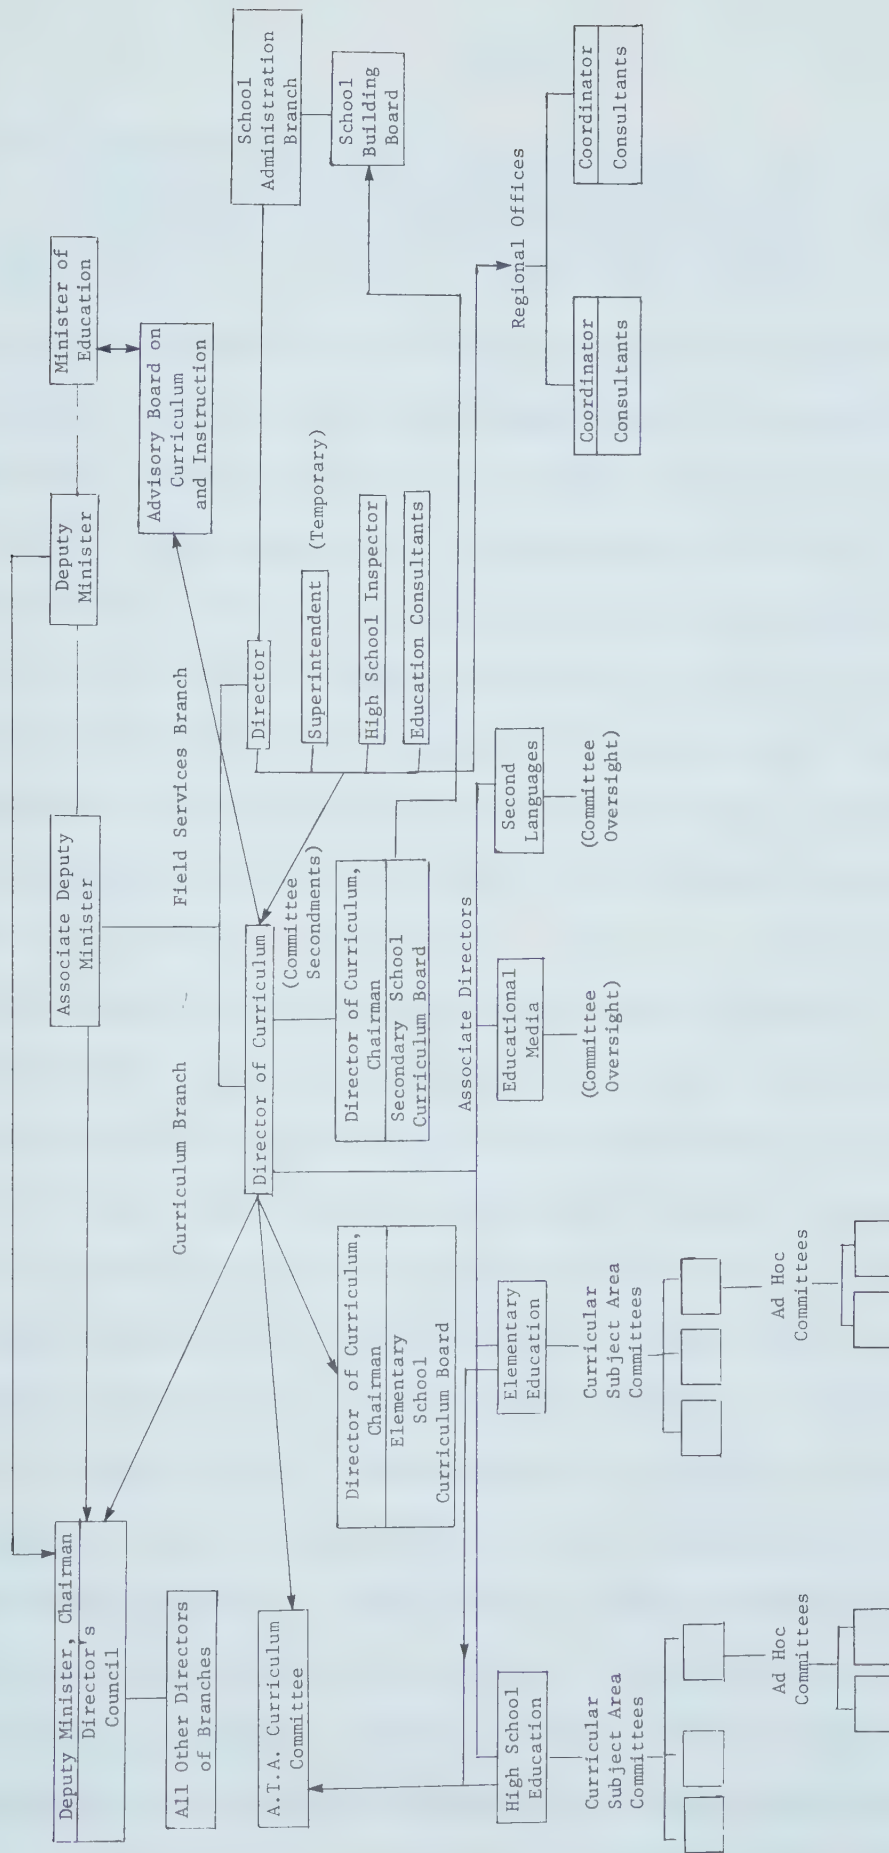 Deputy Minister, Chairman
Director's
Council
All Other Directors
of Branches
Associate Deputy
Minister
Deputy
Minister
Minister of
Education
Advisory Board on
Curriculum
and Instruction
School
Administration
Branch
School
Building
Board
Curriculum Branch
Field Services Branch
Director of Curriculum
(Committee
Secondments)
Director
Superintendent
(Temporary)
High School Inspector
Education Consultants
A.T.A. Curriculum
Committee
Director of Curriculum,
Chairman
Elementary
School
Curriculum Board
Director of Curriculum,
Chairman
Secondary School
Curriculum Board
Associate Directors
Regional Offices
High School
Education
Elementary
Education
Educational
Media
Second
Languages
Coordinator
Consultants
Coordinator
Consultants
Curricular
Subject Area
Committees
Curricular
Subject Area
Committees
(Committee
Oversight)
(Committee
Oversight)
Ad Hoc
Committees
Ad Hoc
Committees